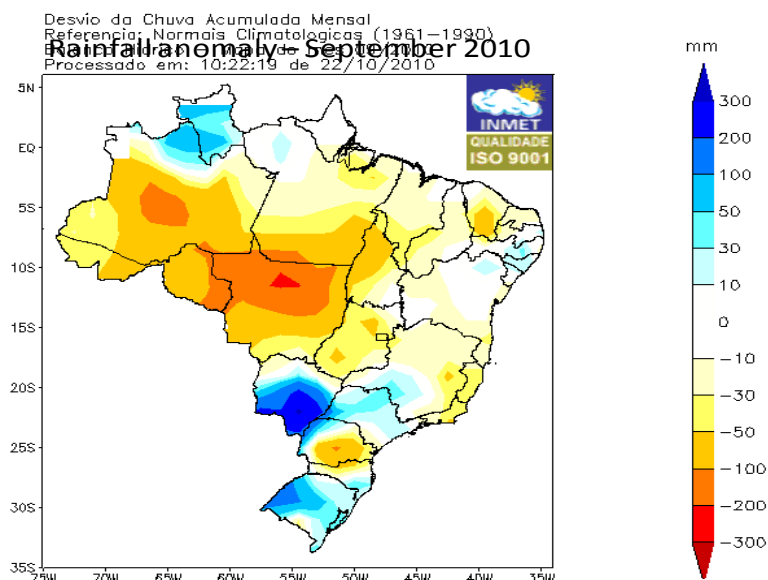 Desvio da Chuva Acumulada Mensal
Referencia: Normais Climatologicas (1961-1990)
Rainfall anomaly - September 2010
Processado em: 10:22:19 de 22/10/2010
mm
INMET
QUALIDADE
ISO 9001
5N
EQ
5S
10S
15S
20S
25S
30S
35S
75W 70W 65W 60W 55W 50W 45W 40W 35W
300
200
100
50
30
10
0
-10
-30
-50
-100
-200
-300